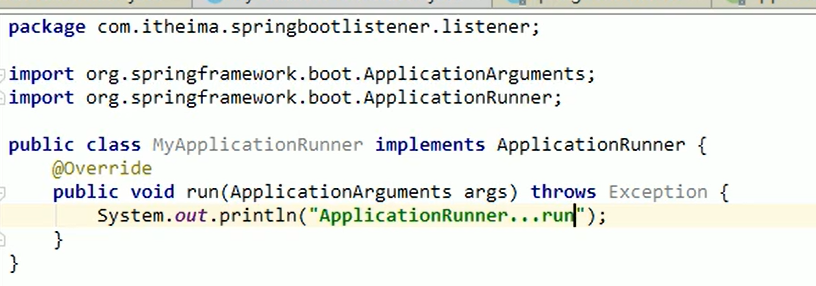 package com.itheima.springbootlistener.listener;
import org.springframework.boot.ApplicationArguments;
import org.springframework.boot.ApplicationRunner;
public class MyApplicationRunner implements ApplicationRunner {
@Override
public void run(ApplicationArguments args) throws Exception {
System.out.println("ApplicationRunner...run");
}
}